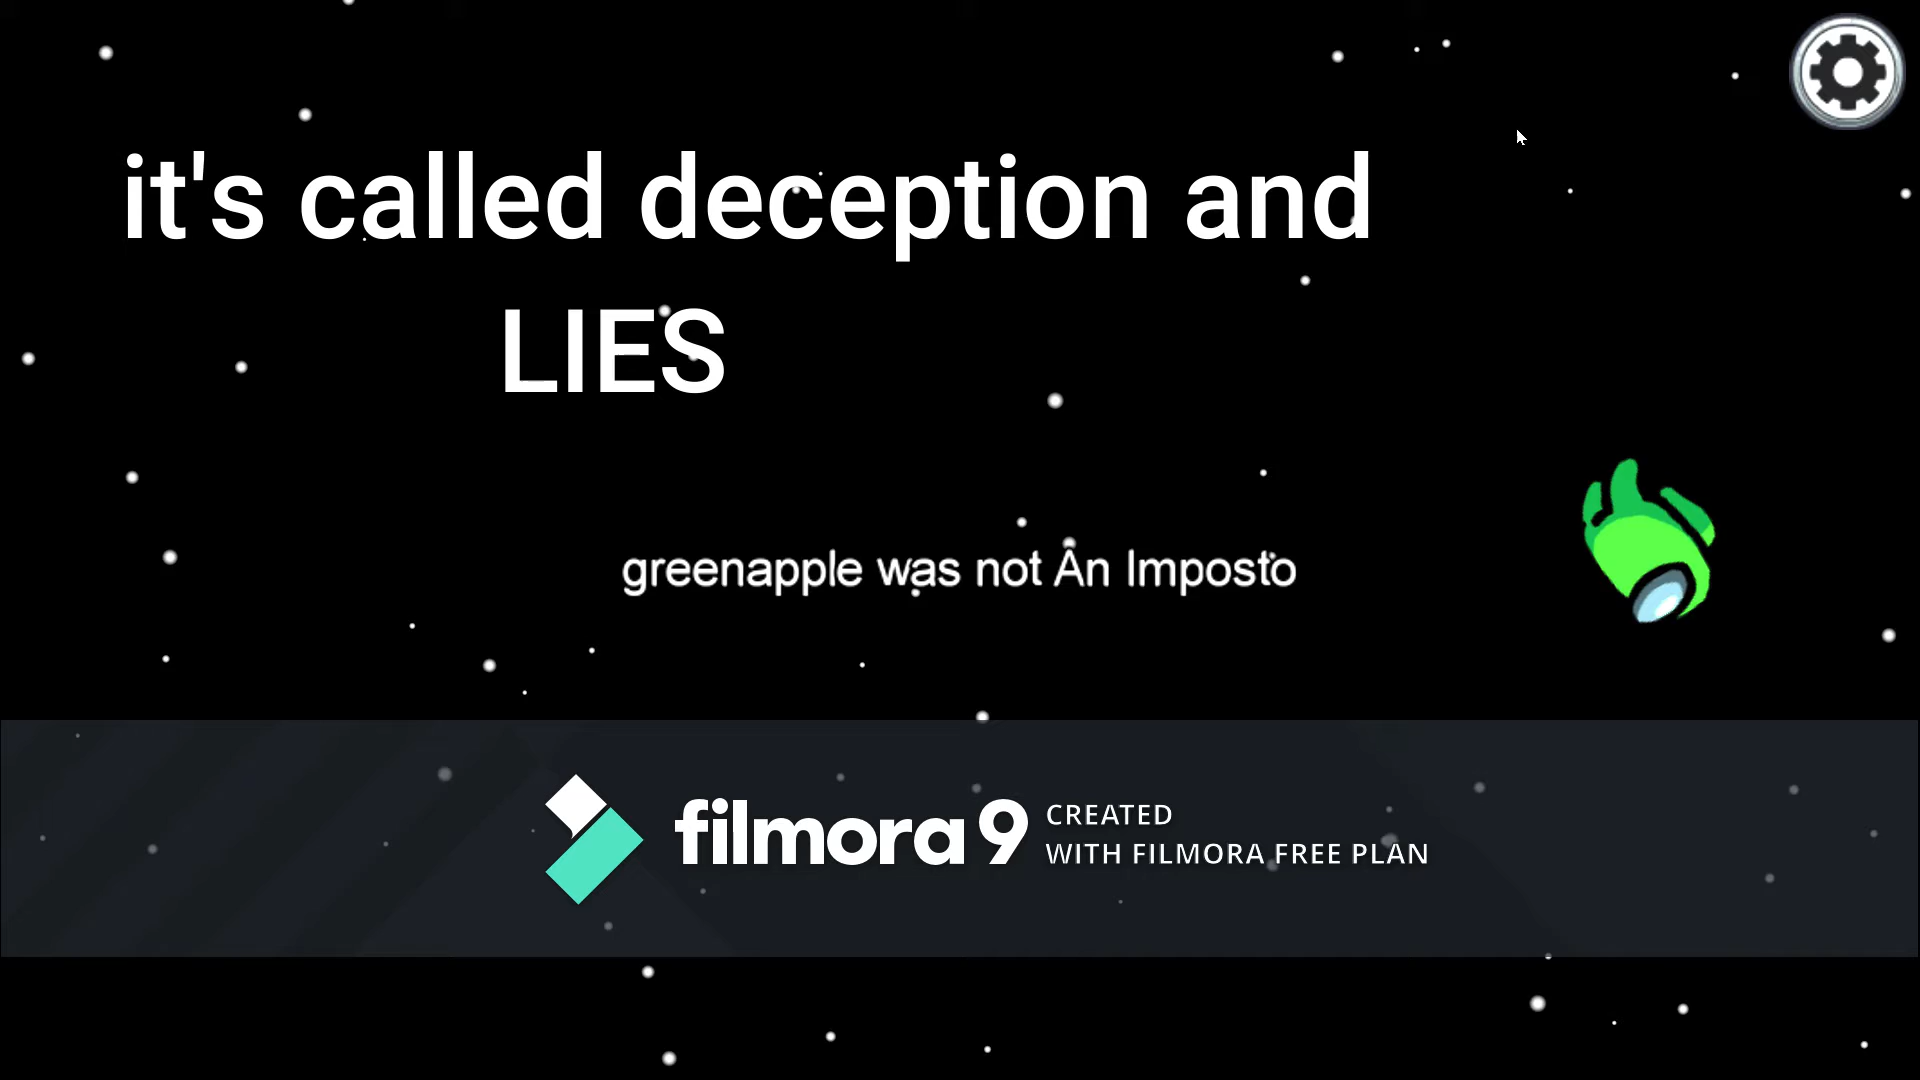 it's called deception and
LIES
greenapple was not An Imposto
filmora 9
CREATED
WITH FILMORA FREE PLAN